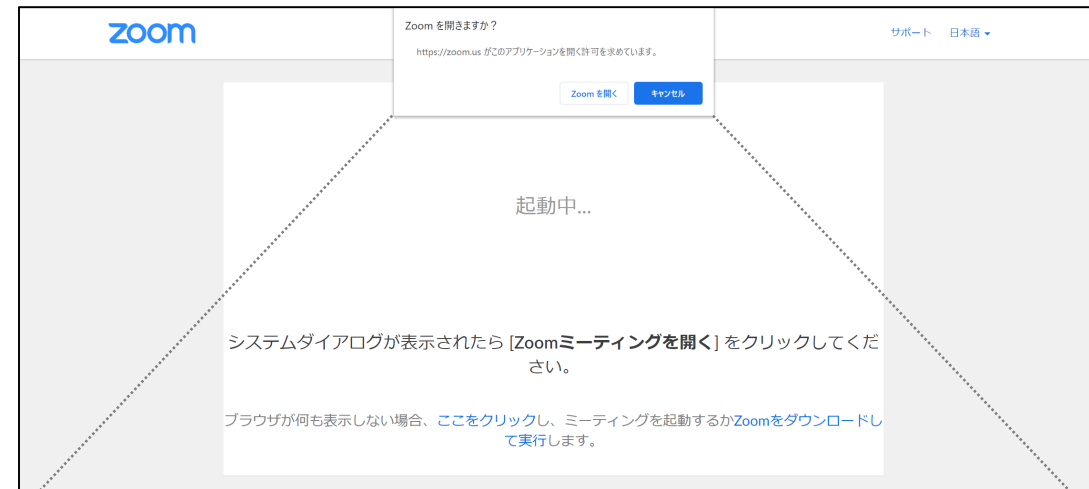 zoom
サポート 日本語
Zoom を開きますか？
https://zoom.us がこのアプリケーションを開く許可を求めています。
Zoom を開く キャンセル
起動中...
システムダイアログが表示されたら [Zoomミーティングを開く] をクリックしてくだ
さい。
ブラウザが何も表示しない場合、ここをクリックし、ミーティングを起動するかZoomをダウンロードし
て実行します。